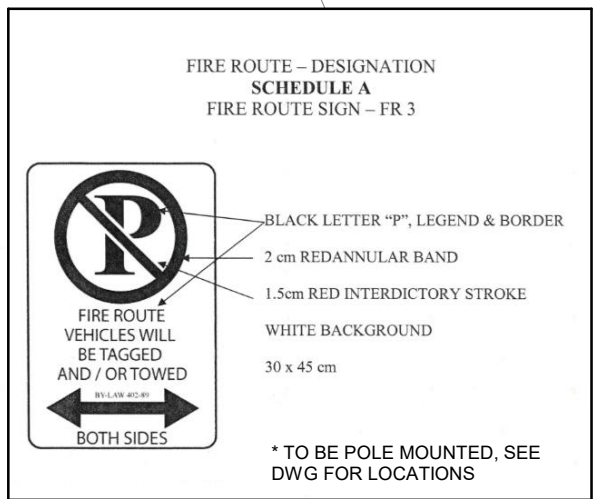 FIRE ROUTE – DESIGNATION
SCHEDULE A
FIRE ROUTE SIGN – FR 3
P
BLACK LETTER “P”, LEGEND & BORDER
2 cm REDANNULAR BAND
1.5cm RED INTERDICTORY STROKE
WHITE BACKGROUND
30 x 45 cm
FIRE ROUTE
VEHICLES WILL
BE TAGGED
AND / OR TOWED
BY-LAW 402-89
BOTH SIDES
* TO BE POLE MOUNTED, SEE
DWG FOR LOCATIONS